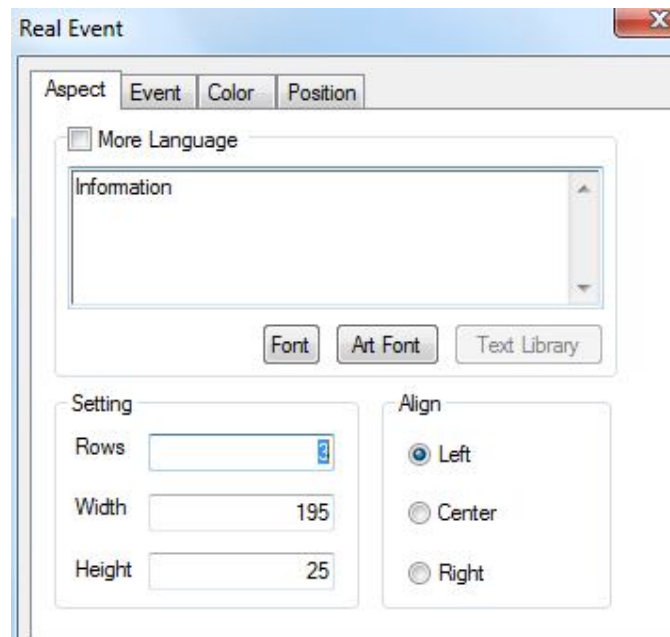 Real Event
Aspect Event Color Position
More Language
Information
Font Art Font Text Library
Setting
Rows 3
Width 195
Height 25
Align
Left
Center
Right